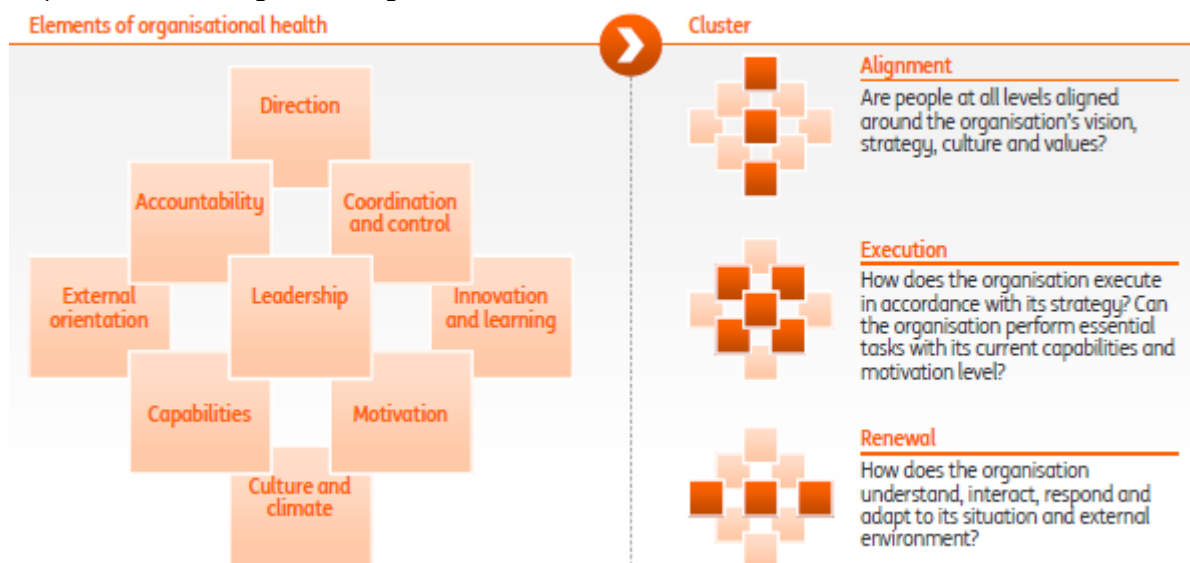 Elements of organisational health
Direction
Accountability
Coordination
and control
External
orientation
Leadership
Innovation
and learning
Capabilities
Motivation
Culture and
climate
Cluster
Alignment
Are people at all levels aligned
around the organisation's vision,
strategy, culture and values?
Execution
How does the organisation execute
in accordance with its strategy? Can
the organisation perform essential
tasks with its current capabilities and
motivation level?
Renewal
How does the organisation
understand, interact, respond and
adapt to its situation and external
environment?